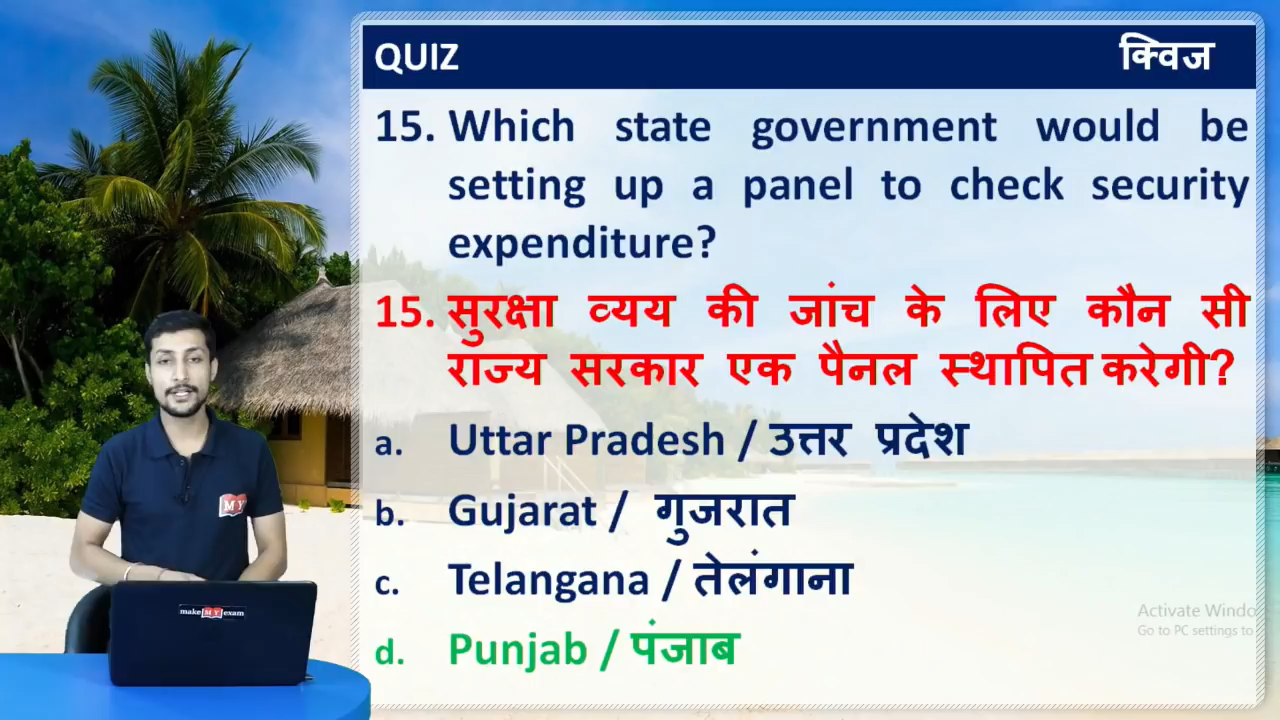 QUIZ क्विज
15. Which state government would be
setting up a panel to check security
expenditure?
15. सुरक्षा व्यय की जांच के लिए कौन सी
राज्य सरकार एक पैनल स्थापित करेगी?
a. Uttar Pradesh / उत्तर प्रदेश
b. Gujarat / गुजरात
c. Telangana / तेलंगाना
d. Punjab / पंजाब
MY
make MY exam
Activate Windo
Go to PC settings to